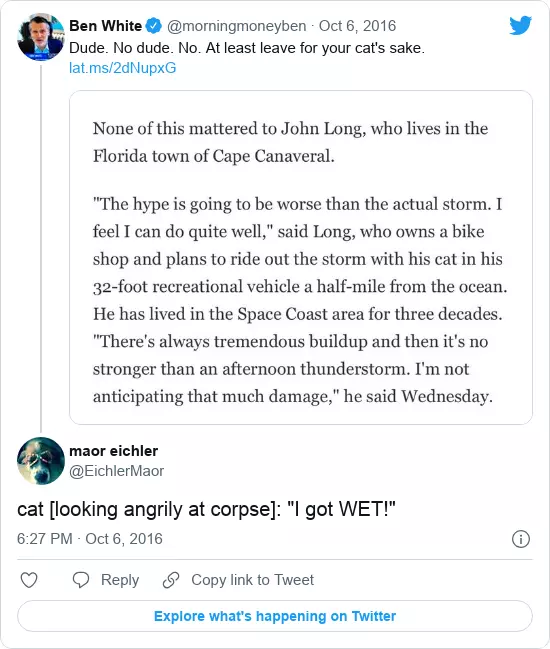 Ben White @morningmoneyben · Oct 6, 2016
Dude. No dude. No. At least leave for your cat's sake.
lat.ms/2dNupxG
None of this mattered to John Long, who lives in the
Florida town of Cape Canaveral.
"The hype is going to be worse than the actual storm. I
feel I can do quite well," said Long, who owns a bike
shop and plans to ride out the storm with his cat in his
32-foot recreational vehicle a half-mile from the ocean.
He has lived in the Space Coast area for three decades.
"There's always tremendous buildup and then it's no
stronger than an afternoon thunderstorm. I'm not
anticipating that much damage," he said Wednesday.
maor eichler
@EichlerMaor
cat [looking angrily at corpse]: "I got WET!"
6:27 PM · Oct 6, 2016
Reply Copy link to Tweet
Explore what's happening on Twitter